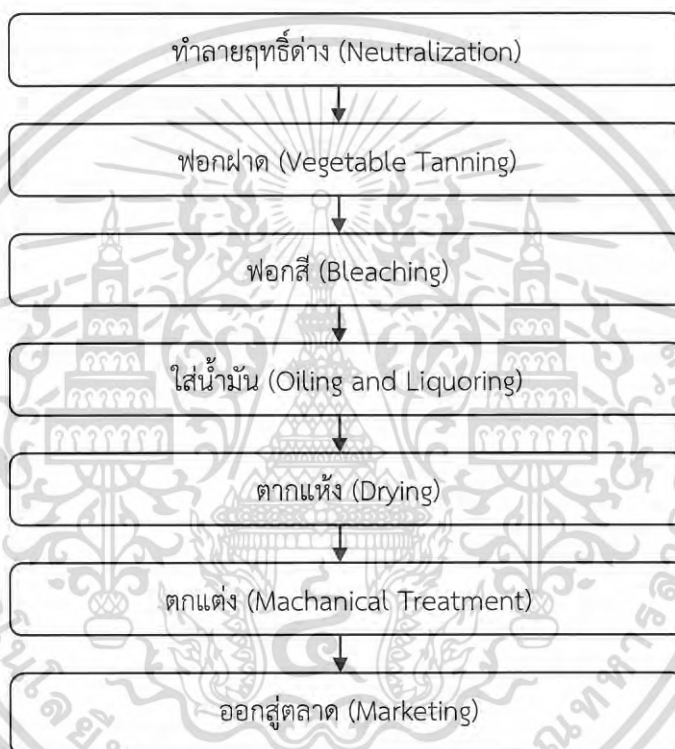 ทำลายฤทธิ์ด่าง (Neutralization)
ฟอกฝาด (Vegetable Tanning)
ฟอกสี (Bleaching)
ใส่น้ำมัน (Oiling and Liquoring)
ตากแห้ง (Drying)
ตกแต่ง (Machanical Treatment)
ออกสู่ตลาด (Marketing)